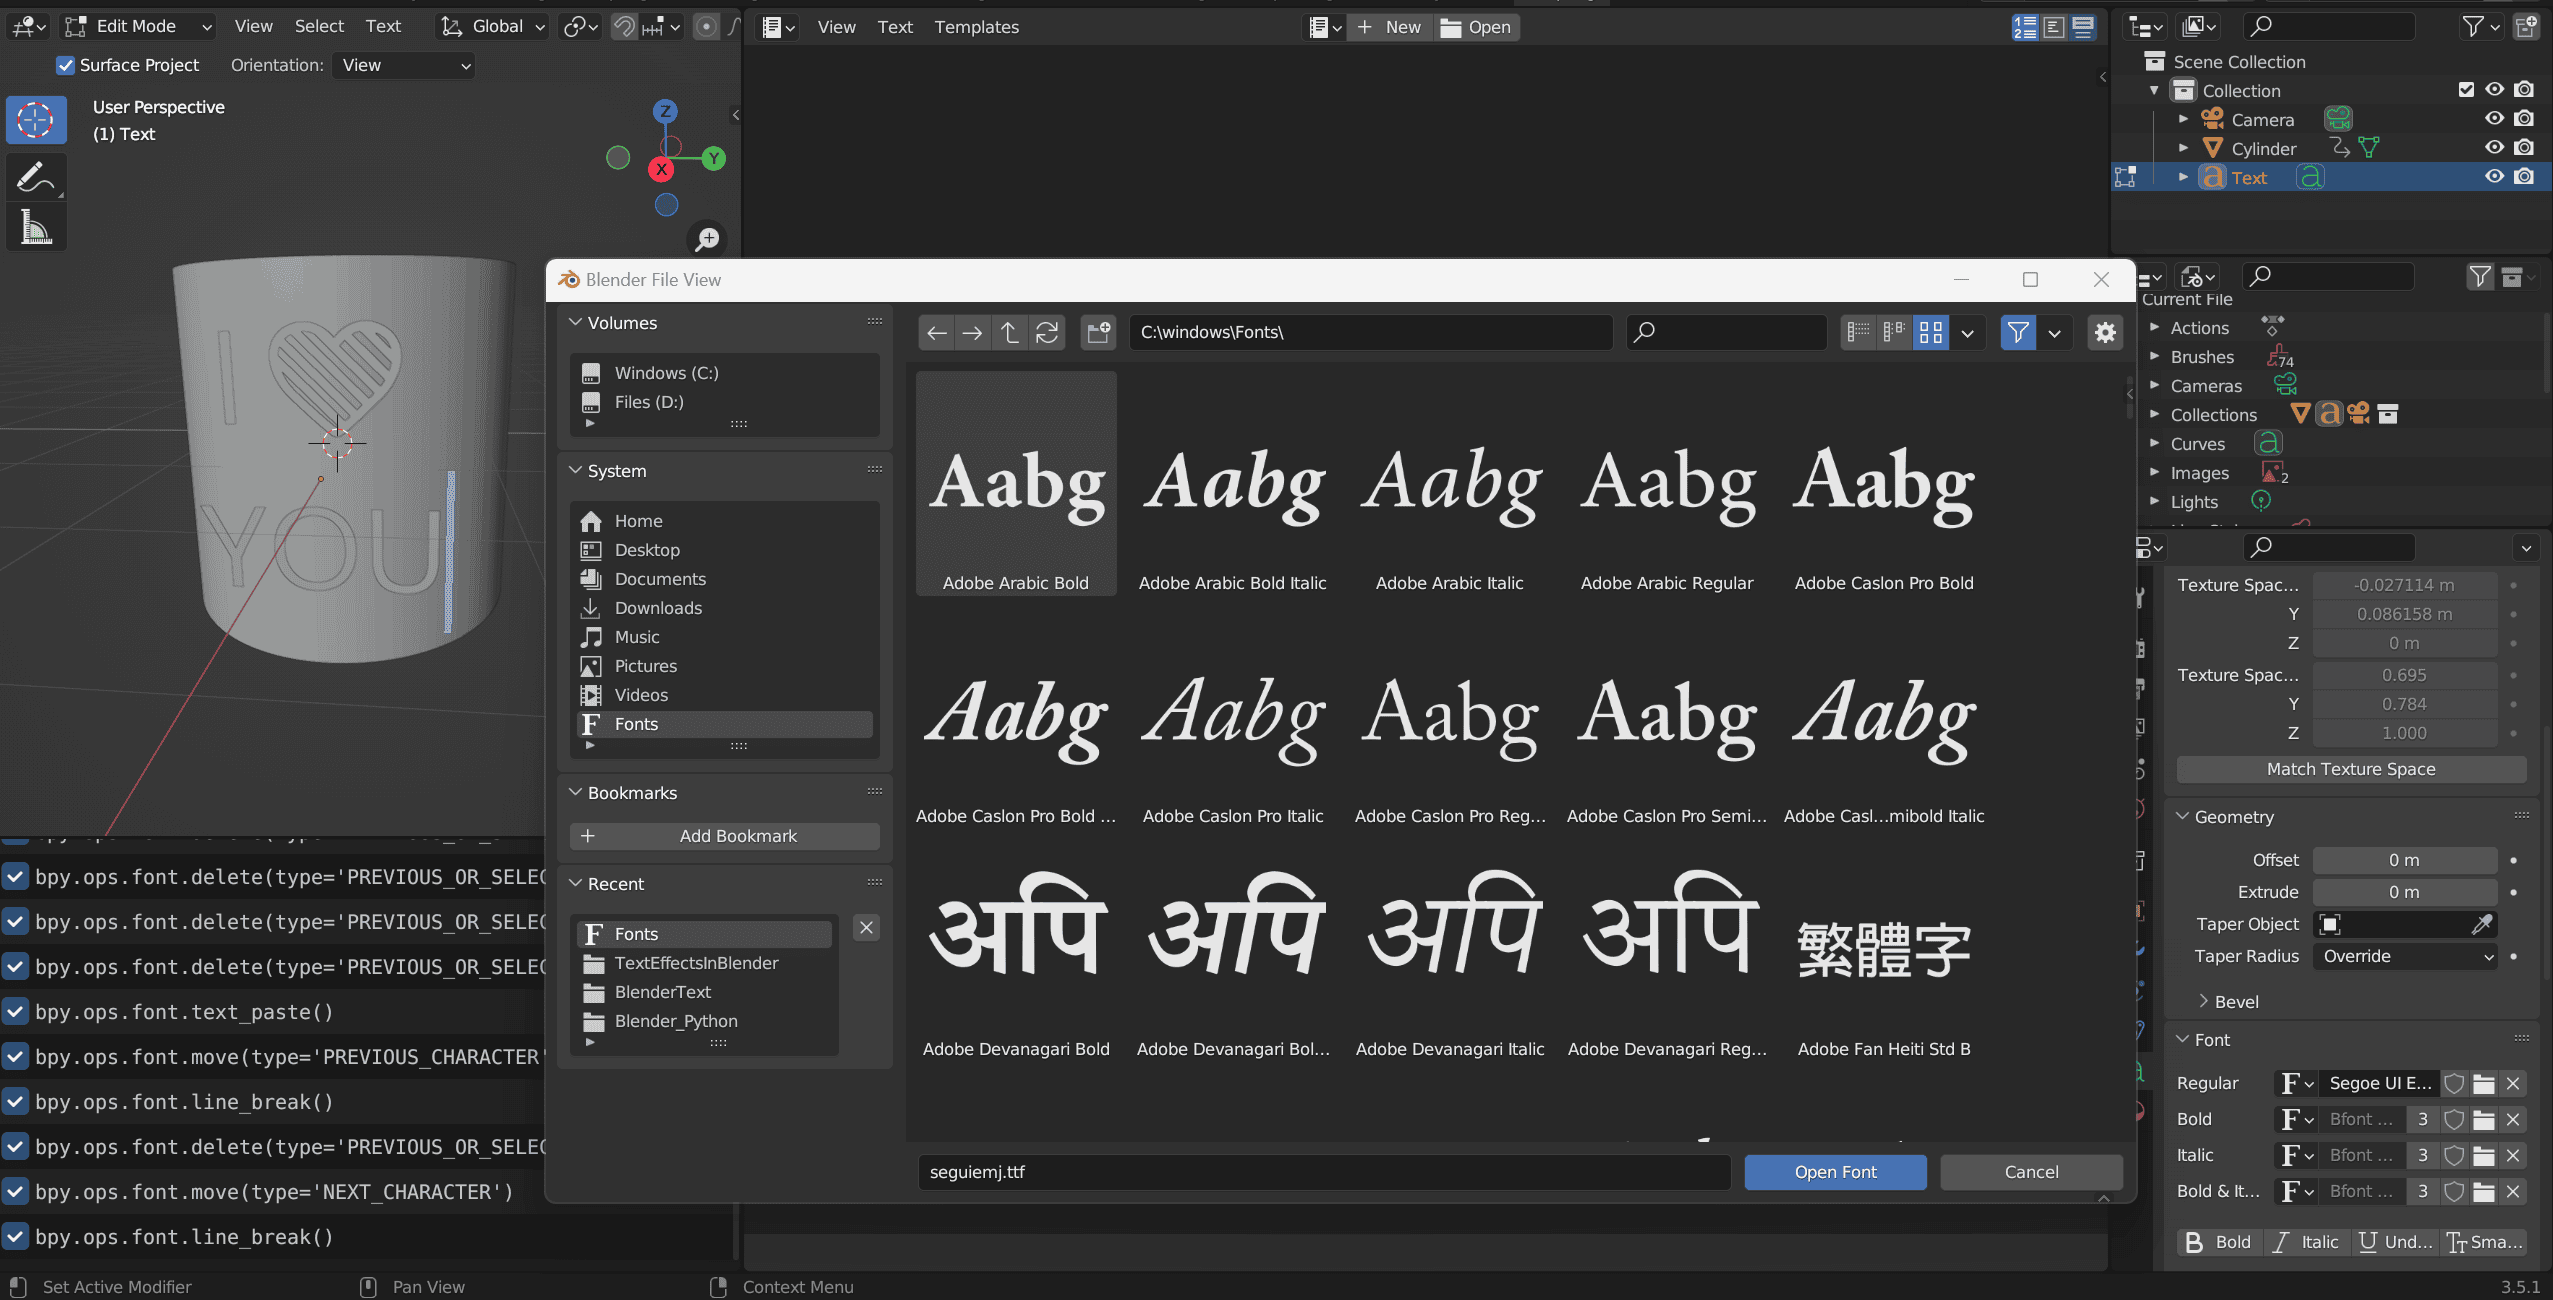 Edit Mode View Select Text Global
View Text Templates
New Open
Surface Project Orientation: View
User Perspective
(1) Text
Z
Y
X
I
YOU
bpy.ops.font.delete(type='PREVIOUS_OR_SELEC
bpy.ops.font.delete(type='PREVIOUS_OR_SELEC
bpy.ops.font.delete(type='PREVIOUS_OR_SELEC
bpy.ops.font.text_paste()
bpy.ops.font.move(type='PREVIOUS_CHARACTER'
bpy.ops.font.line_break()
bpy.ops.font.delete(type='PREVIOUS_OR_SELEC
bpy.ops.font.move(type='NEXT_CHARACTER')
bpy.ops.font.line_break()
Blender File View
Volumes
Windows (C:)
Files (D:)
System
Home
Desktop
Documents
Downloads
Music
Pictures
Videos
F Fonts
Bookmarks
Add Bookmark
Recent
F Fonts
TextEffectsInBlender
BlenderText
Blender_Python
C:\windows\Fonts\
Aabg Aabg Aabg Aabg Aabg
Adobe Arabic Bold Adobe Arabic Bold Italic Adobe Arabic Italic Adobe Arabic Regular Adobe Caslon Pro Bold
Aabg Aabg Aabg Aabg Aabg
Adobe Caslon Pro Bold ... Adobe Caslon Pro Italic Adobe Caslon Pro Reg... Adobe Caslon Pro Semi... Adobe Casl...mibold Italic
अपि अपि अपि अपि 繁體字
Adobe Devanagari Bold Adobe Devanagari Bol... Adobe Devanagari Italic Adobe Devanagari Reg... Adobe Fan Heiti Std B
seguiemj.ttf Open Font Cancel
Scene Collection
Collection
Camera
Cylinder
a Text a
Current File
Actions
Brushes 74
Cameras
Collections a
Curves a
Images 2
Lights
Texture Spac... -0.027114 m
Y 0.086158 m
Z 0 m
Texture Spac... 0.695
Y 0.784
Z 1.000
Match Texture Space
Geometry
Offset 0 m
Extrude 0 m
Taper Object
Taper Radius Override
Bevel
Font
Regular F Segoe UI E...
Bold F Bfont ... 3
Italic F Bfont ... 3
Bold & It... F Bfont ... 3
B Bold I Italic U Und... Tt Sma...
Set Active Modifier Pan View Context Menu 3.5.1